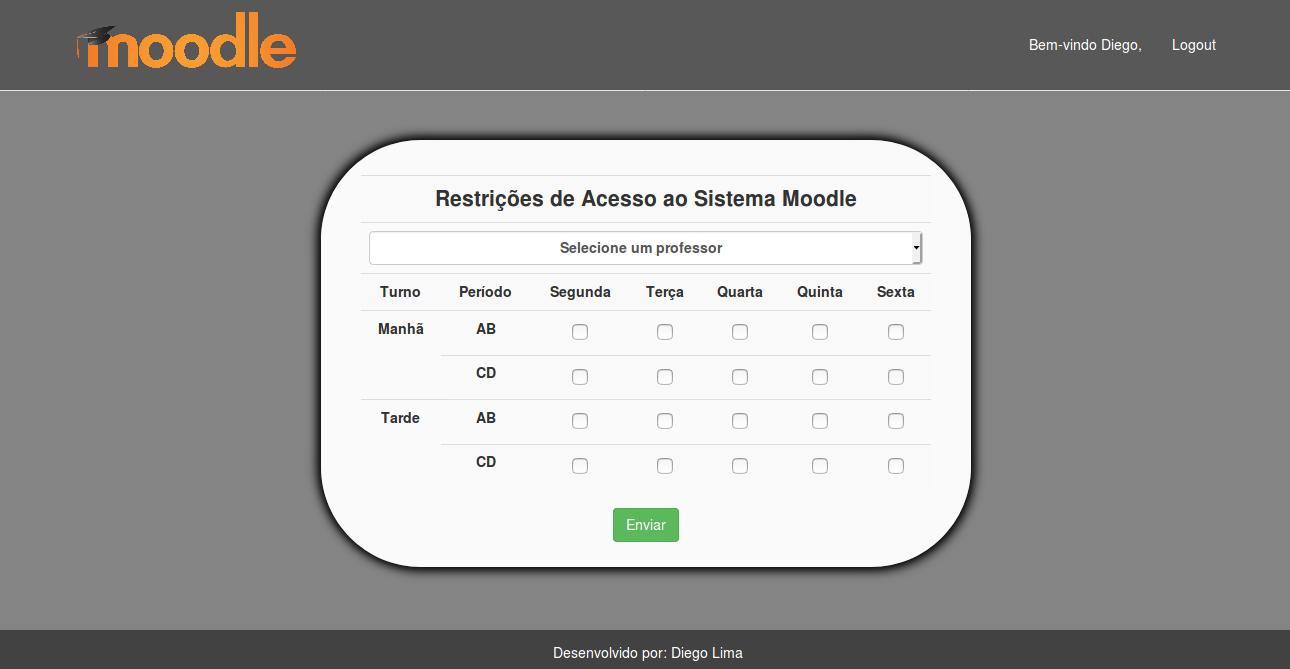 moodle
Bem-vindo Diego, Logout
Restrições de Acesso ao Sistema Moodle
Selecione um professor
Turno Período Segunda Terça Quarta Quinta Sexta
Manhã AB
CD
Tarde AB
CD
Enviar
Desenvolvido por: Diego Lima